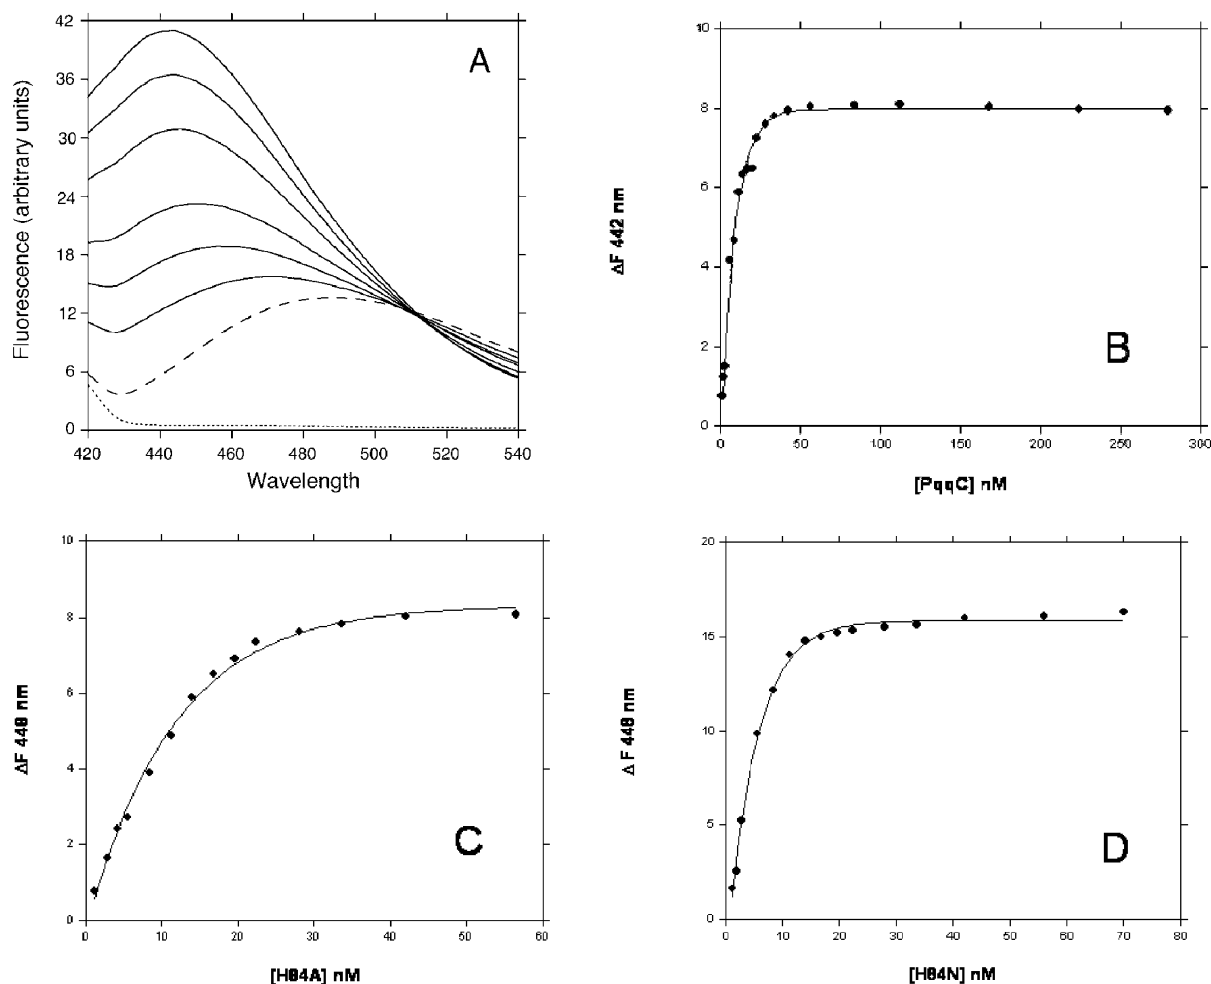 A
Fluorescence (arbitrary units)
42
36
30
24
18
12
6
0
420 440 460 480 500 520 540
Wavelength
B
ΔF 442 nm
10
8
6
4
2
0
0 50 100 150 200 250 300
[PqqC] nM
C
ΔF 448 nm
10
8
6
4
2
0
0 10 20 30 40 50 60
[H84A] nM
D
Δ F 448 nm
20
15
10
5
0
0 10 20 30 40 50 60 70 80
[H84N] nM